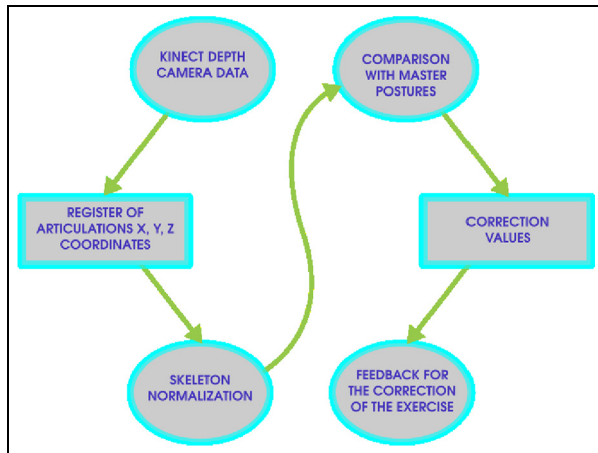 KINECT DEPTH
CAMERA DATA
REGISTER OF
ARTICULATIONS X, Y, Z
COORDINATES
SKELETON
NORMALIZATION
COMPARISON
WITH MASTER
POSTURES
CORRECTION
VALUES
FEEDBACK FOR
THE CORRECTION
OF THE EXERCISE